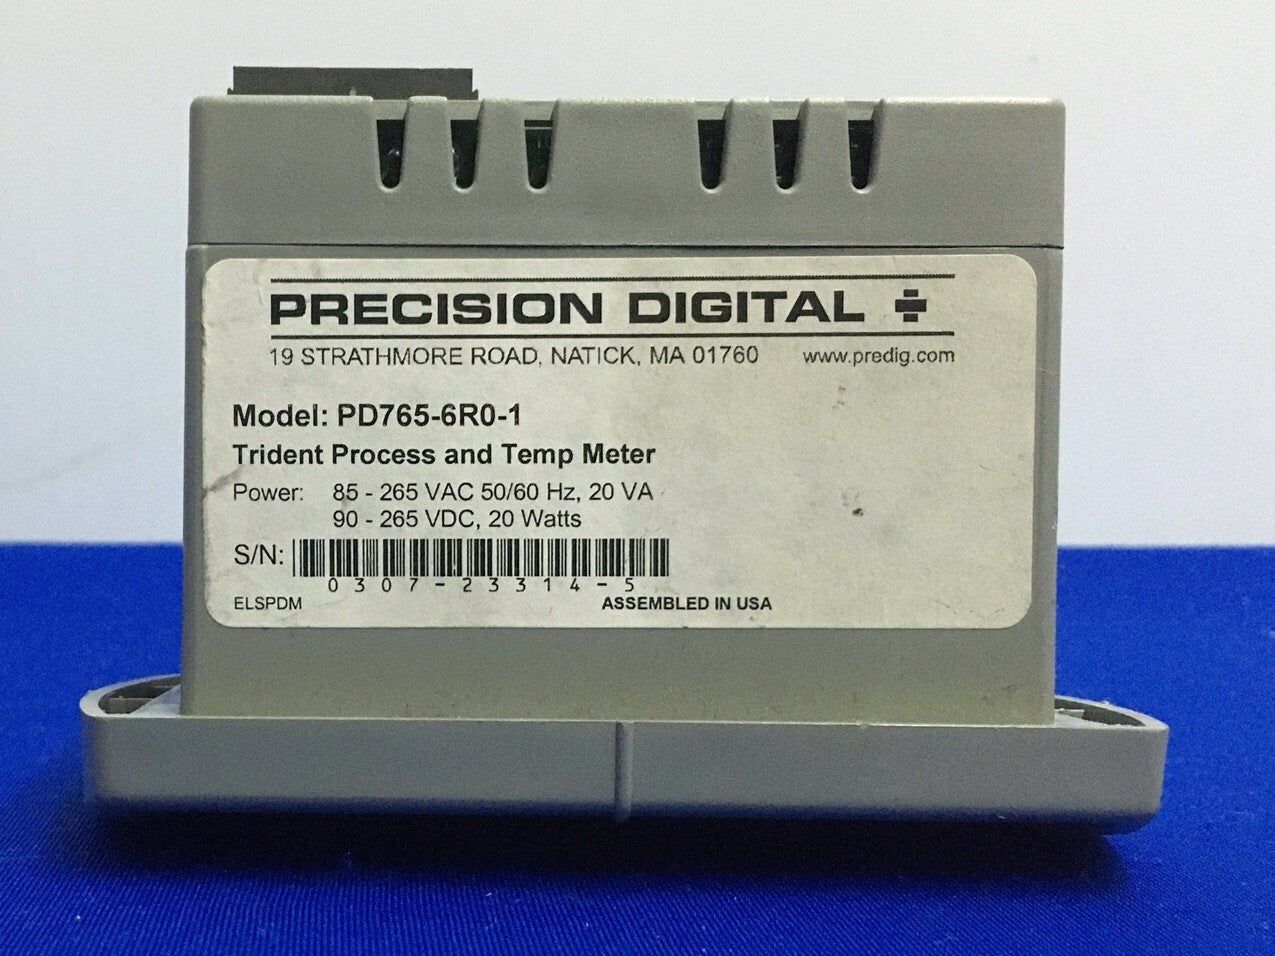 PRECISION DIGITAL
19 STRATHMORE ROAD, NATICK, MA 01760 www.predig.com
Model: PD765-6R0-1
Trident Process and Temp Meter
Power: 85 - 265 VAC 50/60 Hz, 20 VA
90 - 265 VDC, 20 Watts
S/N:
0307-23314-5
ELSPDM ASSEMBLED IN USA